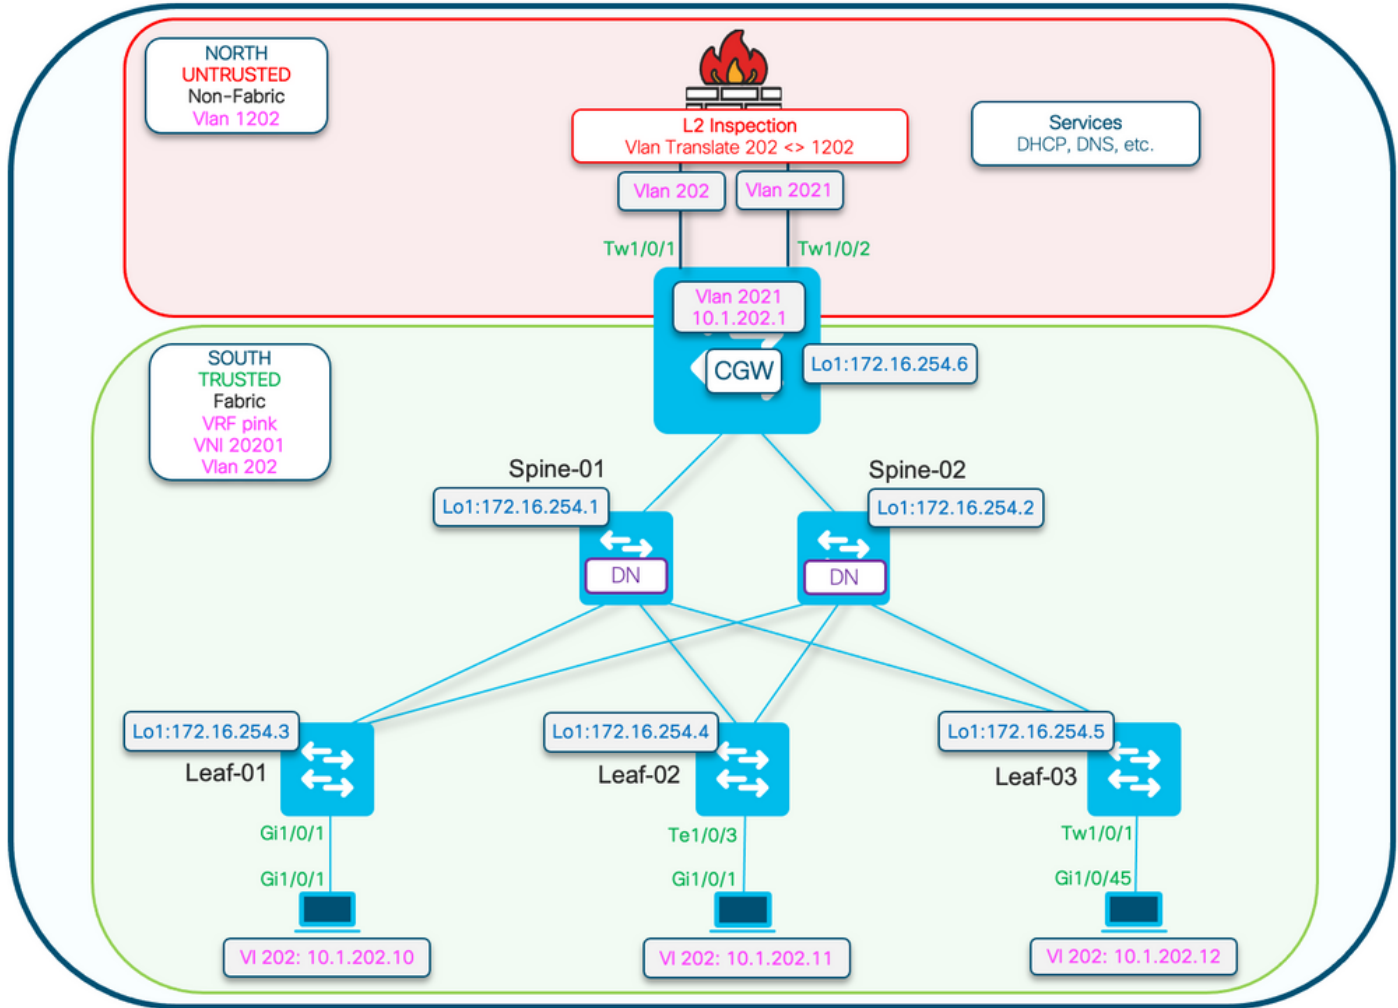 NORTH
UNTRUSTED
Non-Fabric
Vlan 1202
L2 Inspection
Vlan Translate 202 <> 1202
Services
DHCP, DNS, etc.
Vlan 202
Vlan 2021
Tw1/0/1
Tw1/0/2
Vlan 2021
10.1.202.1
CGW
Lo1:172.16.254.6
SOUTH
TRUSTED
Fabric
VRF pink
VNI 20201
Vlan 202
Spine-01
Lo1:172.16.254.1
DN
Spine-02
Lo1:172.16.254.2
DN
Lo1:172.16.254.3
Leaf-01
Lo1:172.16.254.4
Leaf-02
Lo1:172.16.254.5
Leaf-03
Gi1/0/1
Te1/0/3
Tw1/0/1
Gi1/0/1
Gi1/0/1
Gi1/0/45
Vl 202: 10.1.202.10
Vl 202: 10.1.202.11
Vl 202: 10.1.202.12